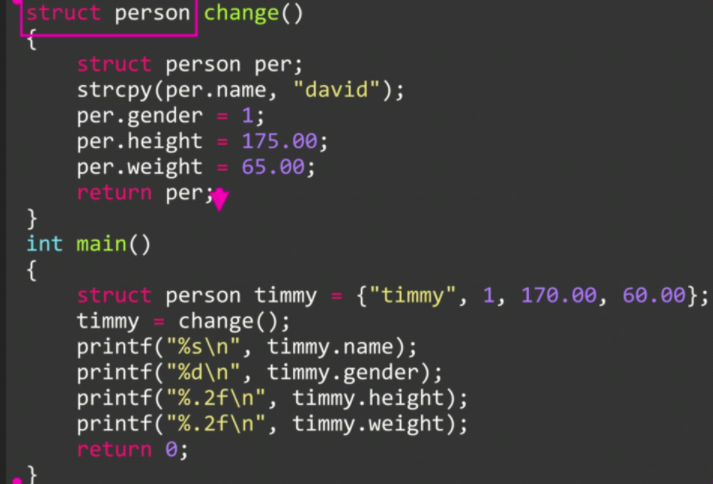 struct person change()
{
    struct person per;
    strcpy(per.name, "david");
    per.gender = 1;
    per.height = 175.00;
    per.weight = 65.00;
    return per;
}
int main()
{
    struct person timmy = {"timmy", 1, 170.00, 60.00};
    timmy = change();
    printf("%s\n", timmy.name);
    printf("%d\n", timmy.gender);
    printf("%.2f\n", timmy.height);
    printf("%.2f\n", timmy.weight);
    return 0;
}